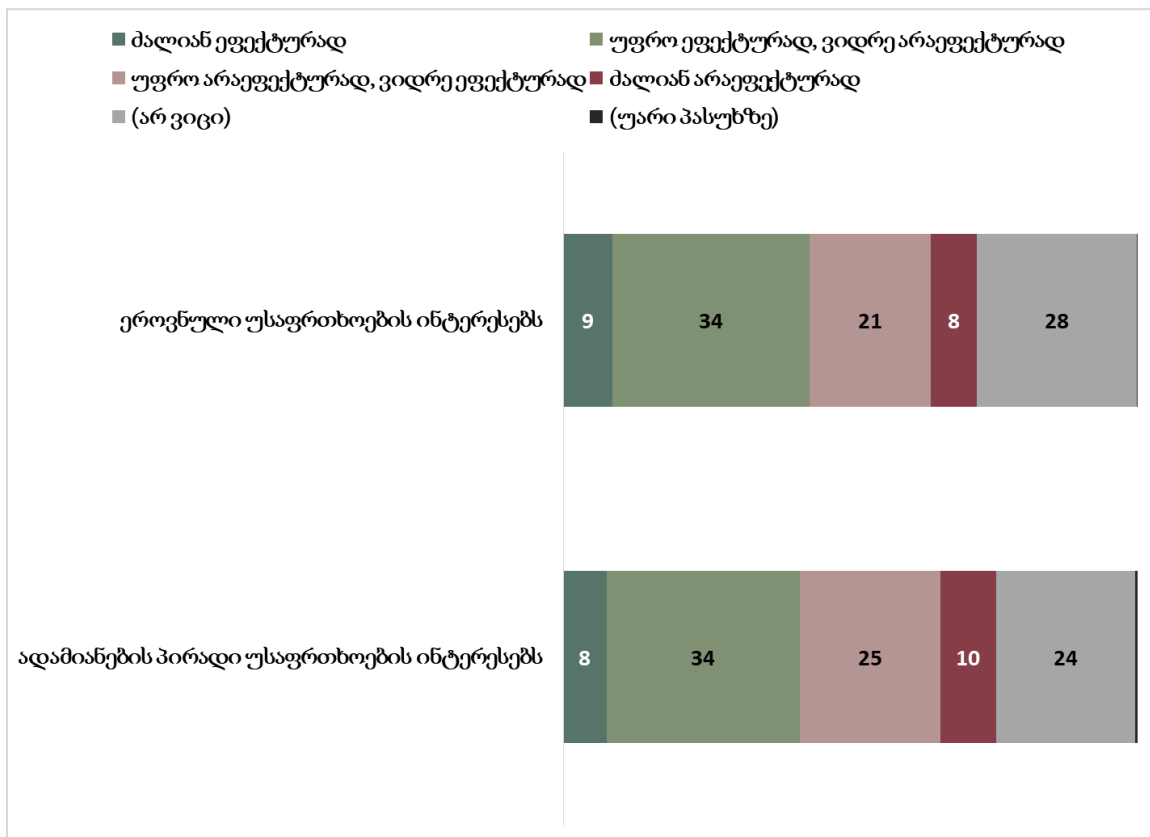 ძალიან ეფექტურად
უფრო ეფექტურად, ვიდრე არაეფექტურად
უფრო არაეფექტურად, ვიდრე ეფექტურად
ძალიან არაეფექტურად
(არ ვიცი)
(უარი პასუხზე)
ეროვნული უსაფრთხოების ინტერესებს
9 34 21 8 28
ადამიანების პირადი უსაფრთხოების ინტერესებს
8 34 25 10 24